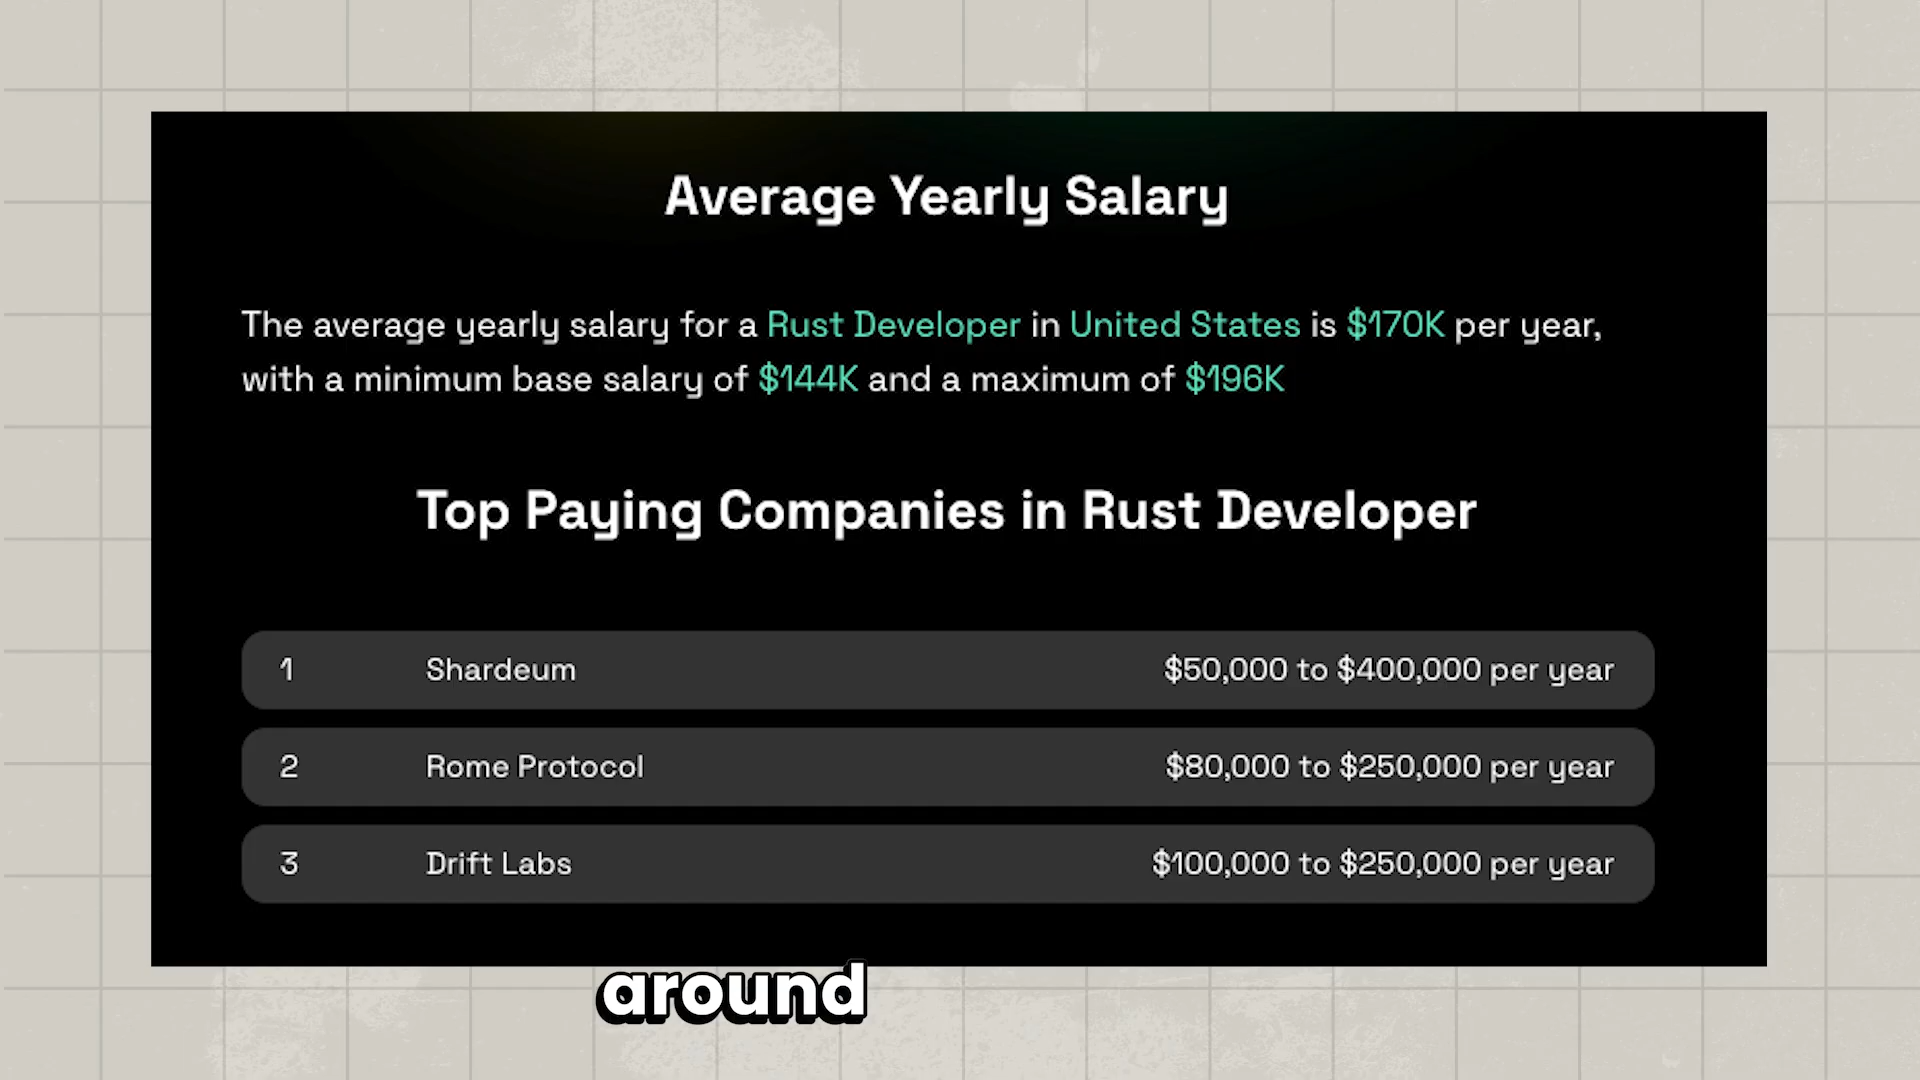 Average Yearly Salary
The average yearly salary for a Rust Developer in United States is $170K per year,
with a minimum base salary of $144K and a maximum of $196K
Top Paying Companies in Rust Developer
1 Shardeum $50,000 to $400,000 per year
2 Rome Protocol $80,000 to $250,000 per year
3 Drift Labs $100,000 to $250,000 per year
around